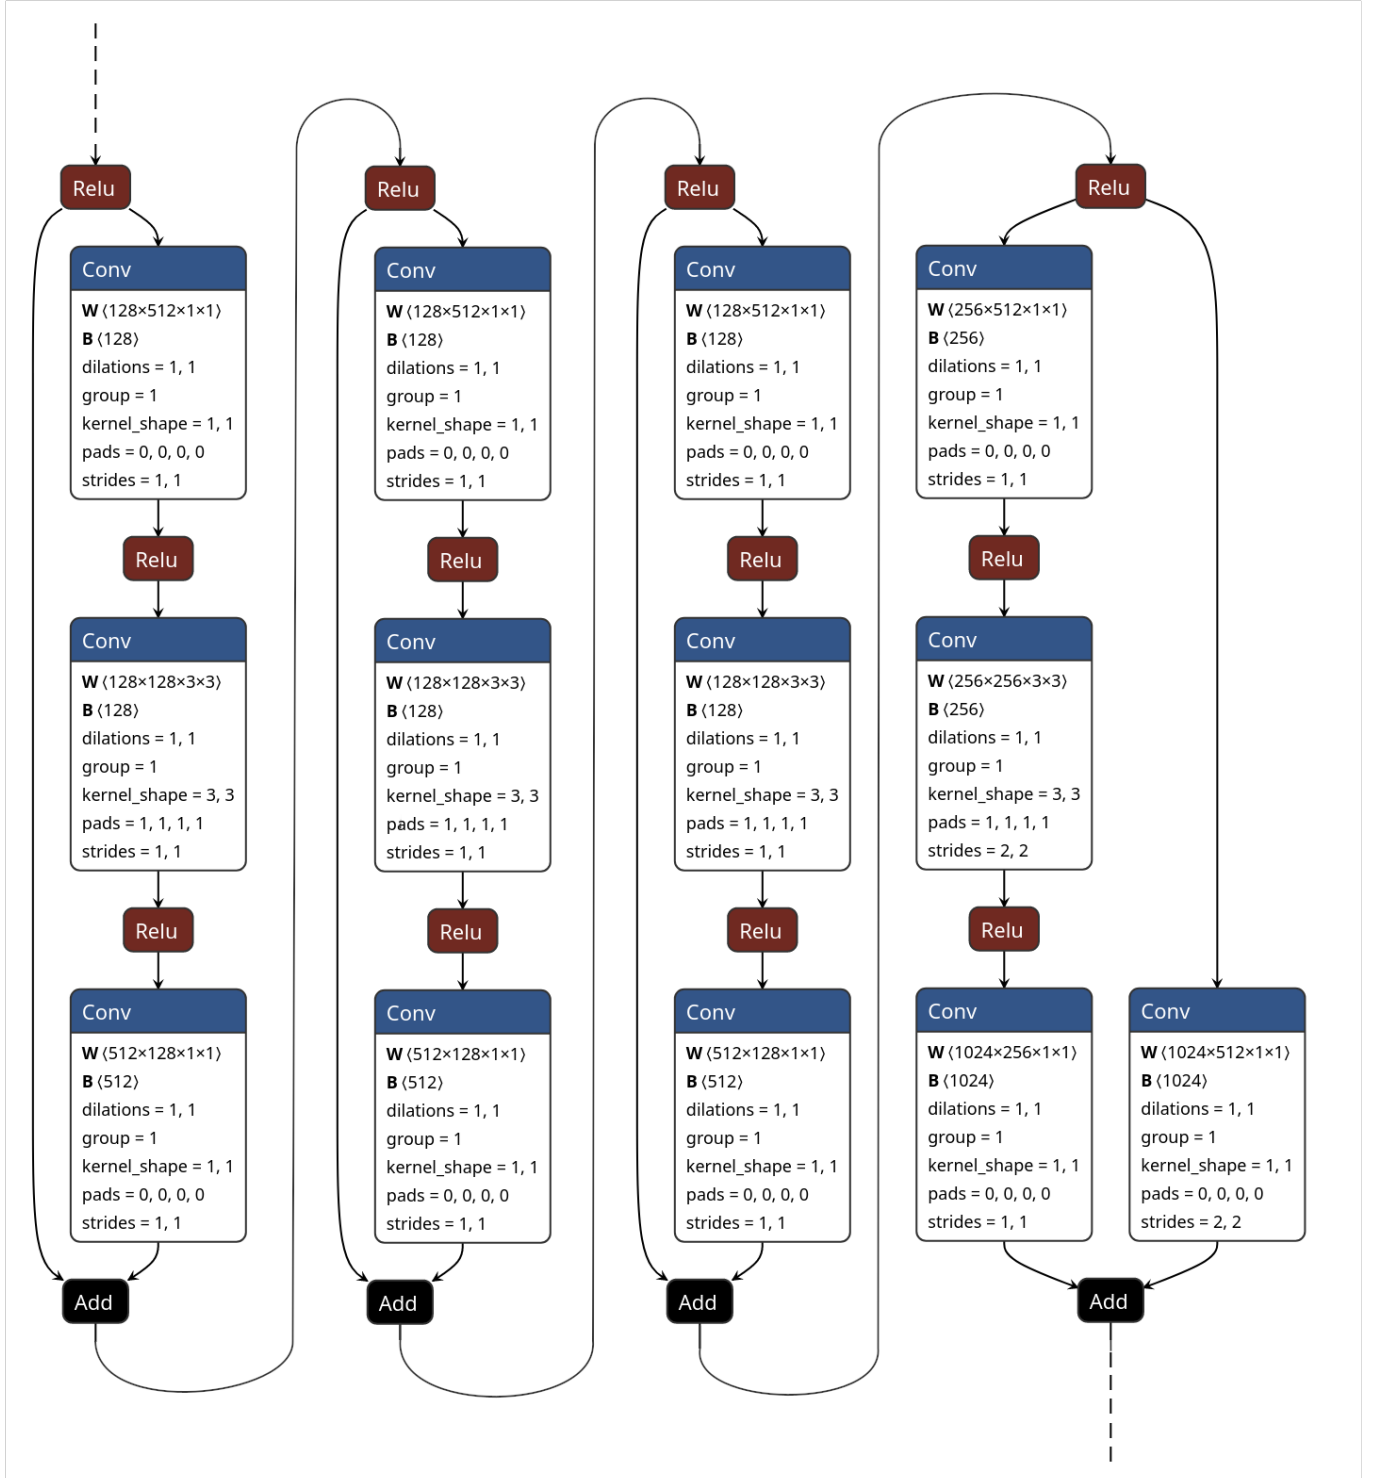 Relu
Conv
W ⟨128×512×1×1⟩
B ⟨128⟩
dilations = 1, 1
group = 1
kernel_shape = 1, 1
pads = 0, 0, 0, 0
strides = 1, 1
Relu
Conv
W ⟨128×128×3×3⟩
B ⟨128⟩
dilations = 1, 1
group = 1
kernel_shape = 3, 3
pads = 1, 1, 1, 1
strides = 1, 1
Relu
Conv
W ⟨512×128×1×1⟩
B ⟨512⟩
dilations = 1, 1
group = 1
kernel_shape = 1, 1
pads = 0, 0, 0, 0
strides = 1, 1
Add
Relu
Conv
W ⟨128×512×1×1⟩
B ⟨128⟩
dilations = 1, 1
group = 1
kernel_shape = 1, 1
pads = 0, 0, 0, 0
strides = 1, 1
Relu
Conv
W ⟨128×128×3×3⟩
B ⟨128⟩
dilations = 1, 1
group = 1
kernel_shape = 3, 3
pads = 1, 1, 1, 1
strides = 1, 1
Relu
Conv
W ⟨512×128×1×1⟩
B ⟨512⟩
dilations = 1, 1
group = 1
kernel_shape = 1, 1
pads = 0, 0, 0, 0
strides = 1, 1
Add
Relu
Conv
W ⟨128×512×1×1⟩
B ⟨128⟩
dilations = 1, 1
group = 1
kernel_shape = 1, 1
pads = 0, 0, 0, 0
strides = 1, 1
Relu
Conv
W ⟨128×128×3×3⟩
B ⟨128⟩
dilations = 1, 1
group = 1
kernel_shape = 3, 3
pads = 1, 1, 1, 1
strides = 1, 1
Relu
Conv
W ⟨512×128×1×1⟩
B ⟨512⟩
dilations = 1, 1
group = 1
kernel_shape = 1, 1
pads = 0, 0, 0, 0
strides = 1, 1
Add
Relu
Conv
W ⟨256×512×1×1⟩
B ⟨256⟩
dilations = 1, 1
group = 1
kernel_shape = 1, 1
pads = 0, 0, 0, 0
strides = 1, 1
Relu
Conv
W ⟨256×256×3×3⟩
B ⟨256⟩
dilations = 1, 1
group = 1
kernel_shape = 3, 3
pads = 1, 1, 1, 1
strides = 2, 2
Relu
Conv
W ⟨1024×256×1×1⟩
B ⟨1024⟩
dilations = 1, 1
group = 1
kernel_shape = 1, 1
pads = 0, 0, 0, 0
strides = 1, 1
Conv
W ⟨1024×512×1×1⟩
B ⟨1024⟩
dilations = 1, 1
group = 1
kernel_shape = 1, 1
pads = 0, 0, 0, 0
strides = 2, 2
Add